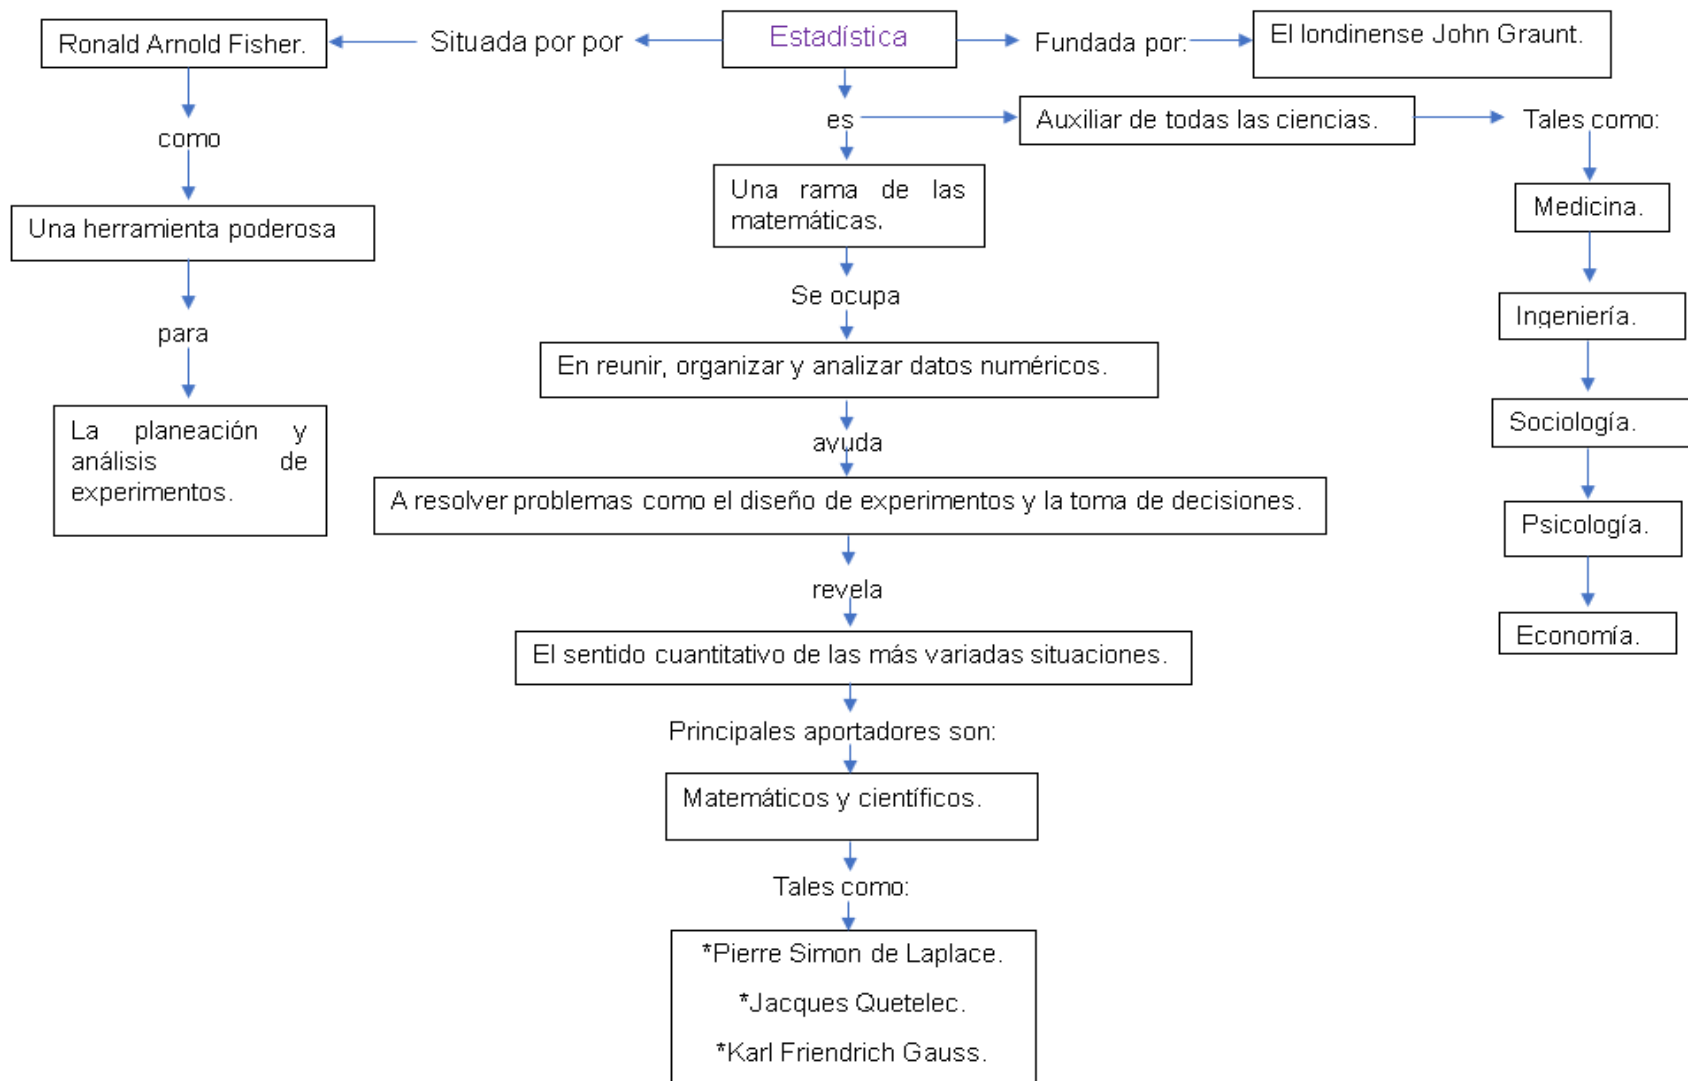 Estadística
Situada por por
Ronald Arnold Fisher.
como
Una herramienta poderosa
para
La planeación y
análisis de
experimentos.
Fundada por:
El londinense John Graunt.
es
Auxiliar de todas las ciencias.
Tales como:
Medicina.
Ingeniería.
Sociología.
Psicología.
Economía.
Una rama de las
matemáticas.
Se ocupa
En reunir, organizar y analizar datos numéricos.
ayuda
A resolver problemas como el diseño de experimentos y la toma de decisiones.
revela
El sentido cuantitativo de las más variadas situaciones.
Principales aportadores son:
Matemáticos y científicos.
Tales como:
*Pierre Simon de Laplace.
*Jacques Quetelec.
*Karl Friendrich Gauss.